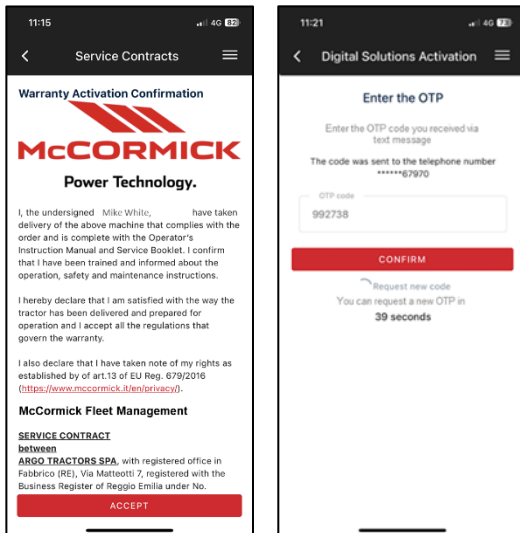 11:15
4G 82
Service Contracts
Warranty Activation Confirmation
McCORMICK
Power Technology.
I, the undersigned Mike White, have taken
delivery of the above machine that complies with the
order and is complete with the Operator's
Instruction Manual and Service Booklet. I confirm
that I have been trained and informed about the
operation, safety and maintenance instructions.
I hereby declare that I am satisfied with the way the
tractor has been delivered and prepared for
operation and I accept all the regulations that
govern the warranty.
I also declare that I have taken note of my rights as
established by of art.13 of EU Reg. 679/2016
(https://www.mccormick.it/en/privacy/).
McCormick Fleet Management
SERVICE CONTRACT
between
ARGO TRACTORS SPA, with registered office in
Fabbrico (RE), Via Matteotti 7, registered with the
Business Register of Reggio Emilia under No.
ACCEPT
11:21
4G
Digital Solutions Activation
Enter the OTP
Enter the OTP code you received via
text message
The code was sent to the telephone number
******67970
OTP code
992738
CONFIRM
Request new code
You can request a new OTP in
39 seconds